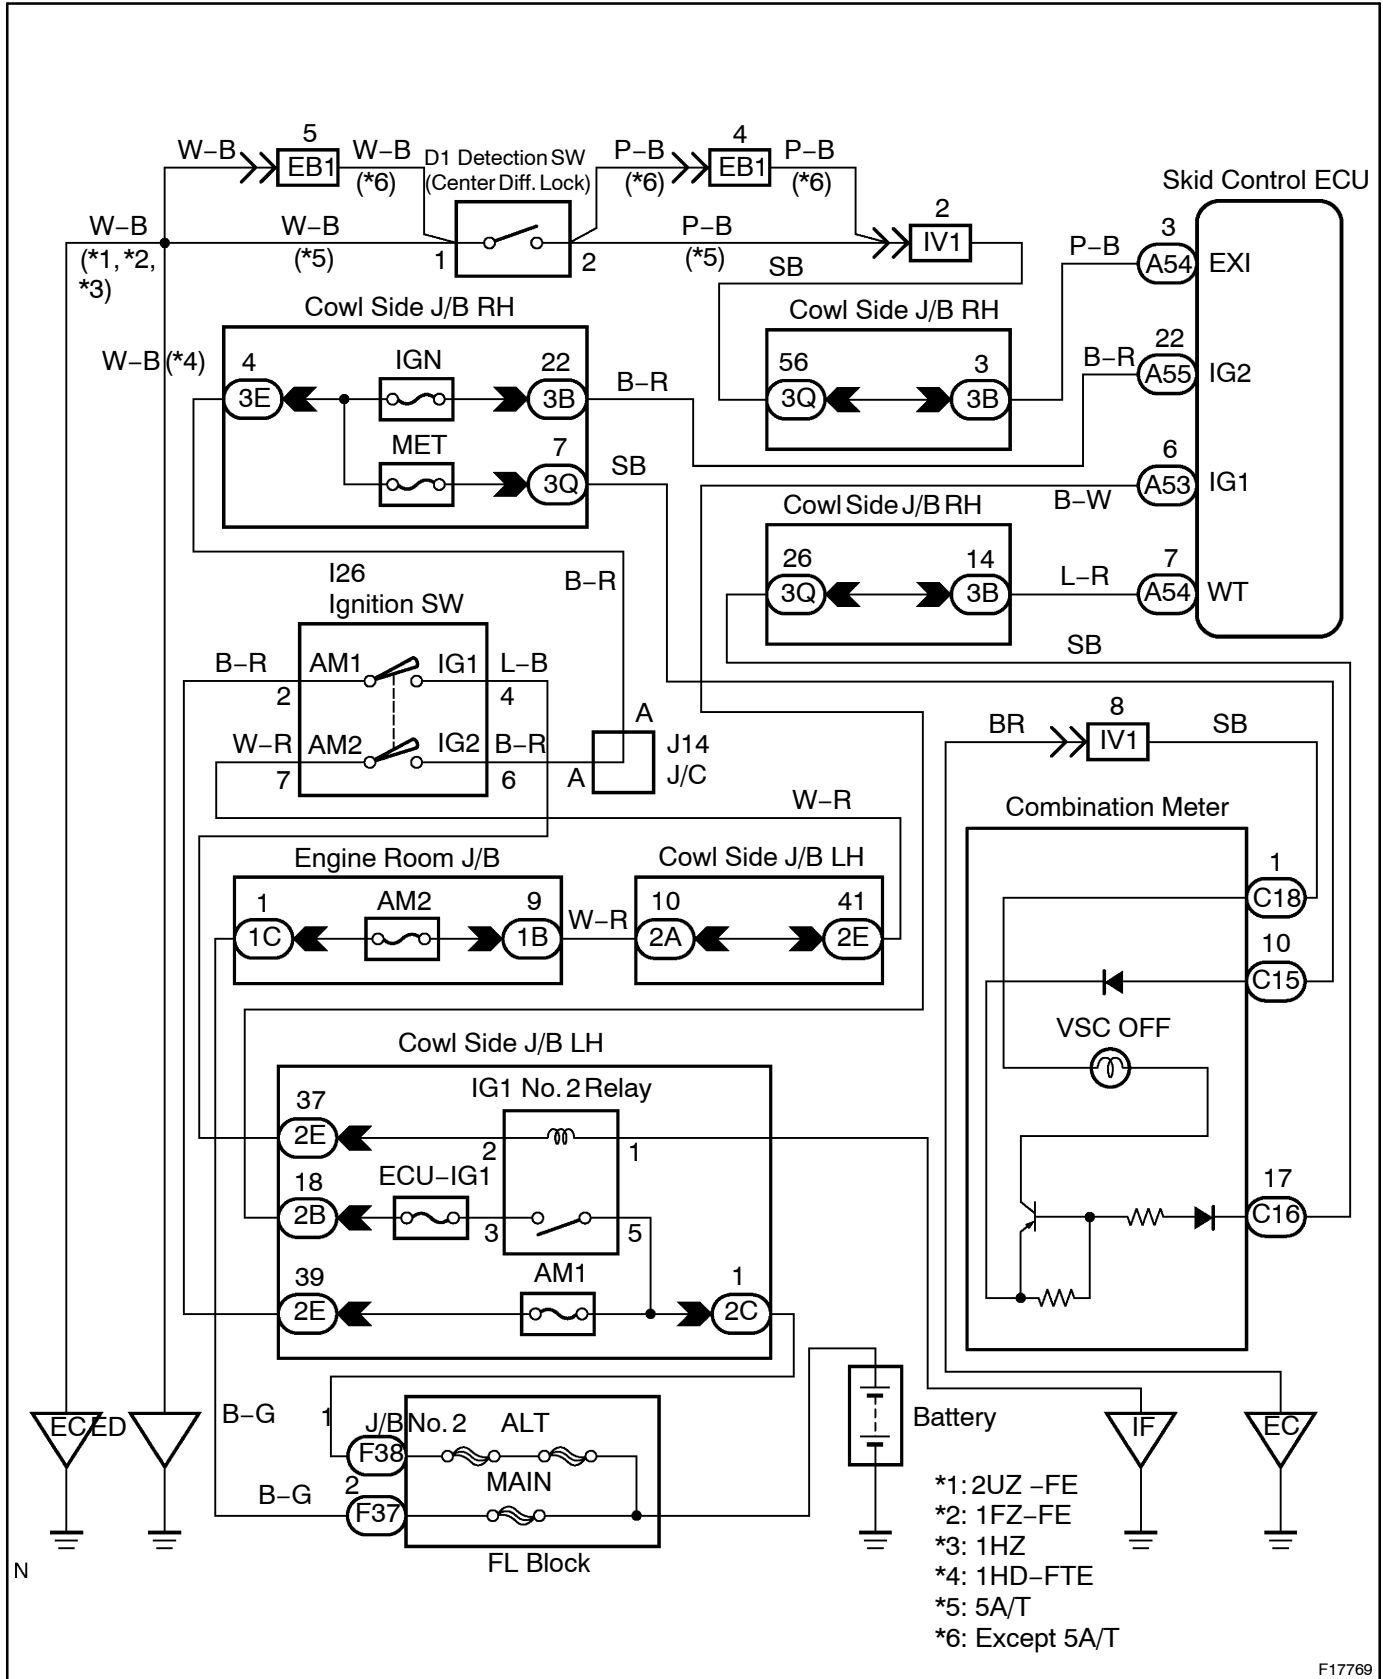 5
4
W-B
EB1
W-B
(*6)
D1 Detection SW
(Center Diff. Lock)
P-B
(*6)
EB1
P-B
(*6)
Skid Control ECU
W-B
(*1, *2,
*3)
W-B
(*5)
1
2
P-B
(*5)
2
IV1
SB
P-B
3
A54
EXI
Cowl Side J/B RH
Cowl Side J/B RH
W-B (*4)
4
3E
IGN
22
3B
B-R
56
3Q
3
3B
B-R
22
A55
IG2
MET
7
3Q
SB
6
A53
IG1
B-W
Cowl Side J/B RH
26
3Q
14
3B
L-R
7
A54
WT
B-R
I26
Ignition SW
SB
B-R
2
AM1
IG1
L-B
4
W-R
7
AM2
IG2
B-R
6
A
A
J14
J/C
BR
8
IV1
SB
W-R
Combination Meter
Engine Room J/B
Cowl Side J/B LH
1
1C
AM2
9
1B
W-R
10
2A
41
2E
1
C18
10
C15
VSC OFF
17
C16
Cowl Side J/B LH
IG1 No. 2 Relay
37
2E
2
1
18
2B
ECU-IG1
3
5
39
2E
AM1
1
2C
EC
ED
B-G
1
J/B No. 2
ALT
F38
MAIN
B-G
2
F37
FL Block
Battery
IF
EC
*1: 2UZ -FE
*2: 1FZ-FE
*3: 1HZ
*4: 1HD-FTE
*5: 5A/T
*6: Except 5A/T
N
F17769